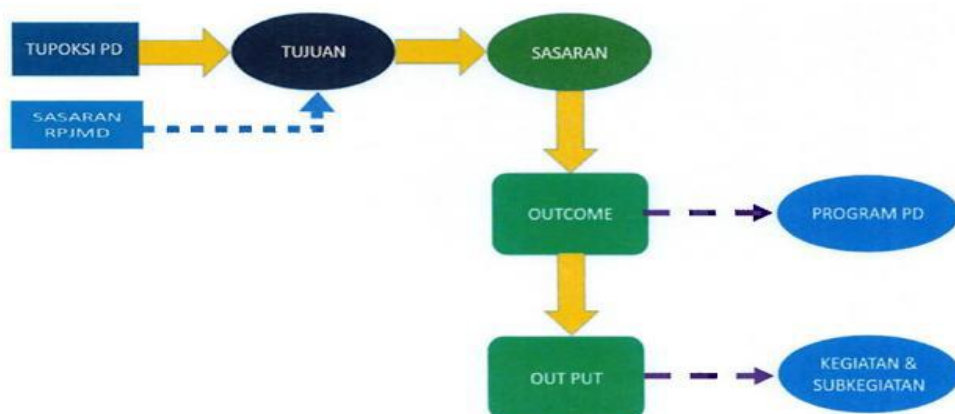 TUPOKSI PD
TUJUAN
SASARAN
SASARAN
RPJMD
OUTCOME
PROGRAM PD
OUT PUT
KEGIATAN &
SUBKEGIATAN